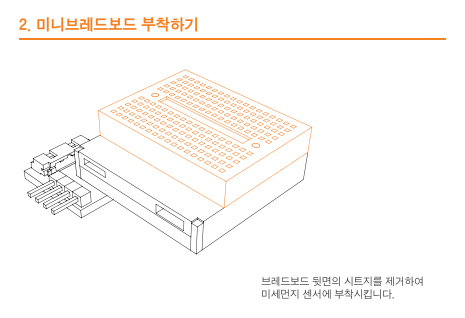 2. 미니브레드보드 부착하기
브레드보드 뒷면의 시트지를 제거하여
미세먼지 센서에 부착시킵니다.